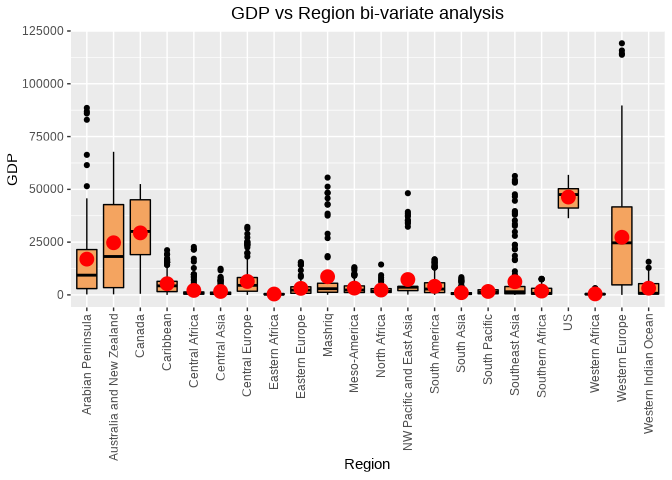 GDP vs Region bi-variate analysis
125000
100000
75000
50000
25000
0
GDP
Arabian Peninsula
Australia and New Zealand
Canada
Caribbean
Central Africa
Central Asia
Central Europe
Eastern Africa
Eastern Europe
Mashriq
Meso-America
North Africa
NW Pacific and East Asia
South America
South Asia
South Pacific
Southeast Asia
Southern Africa
US
Western Africa
Western Europe
Western Indian Ocean
Region